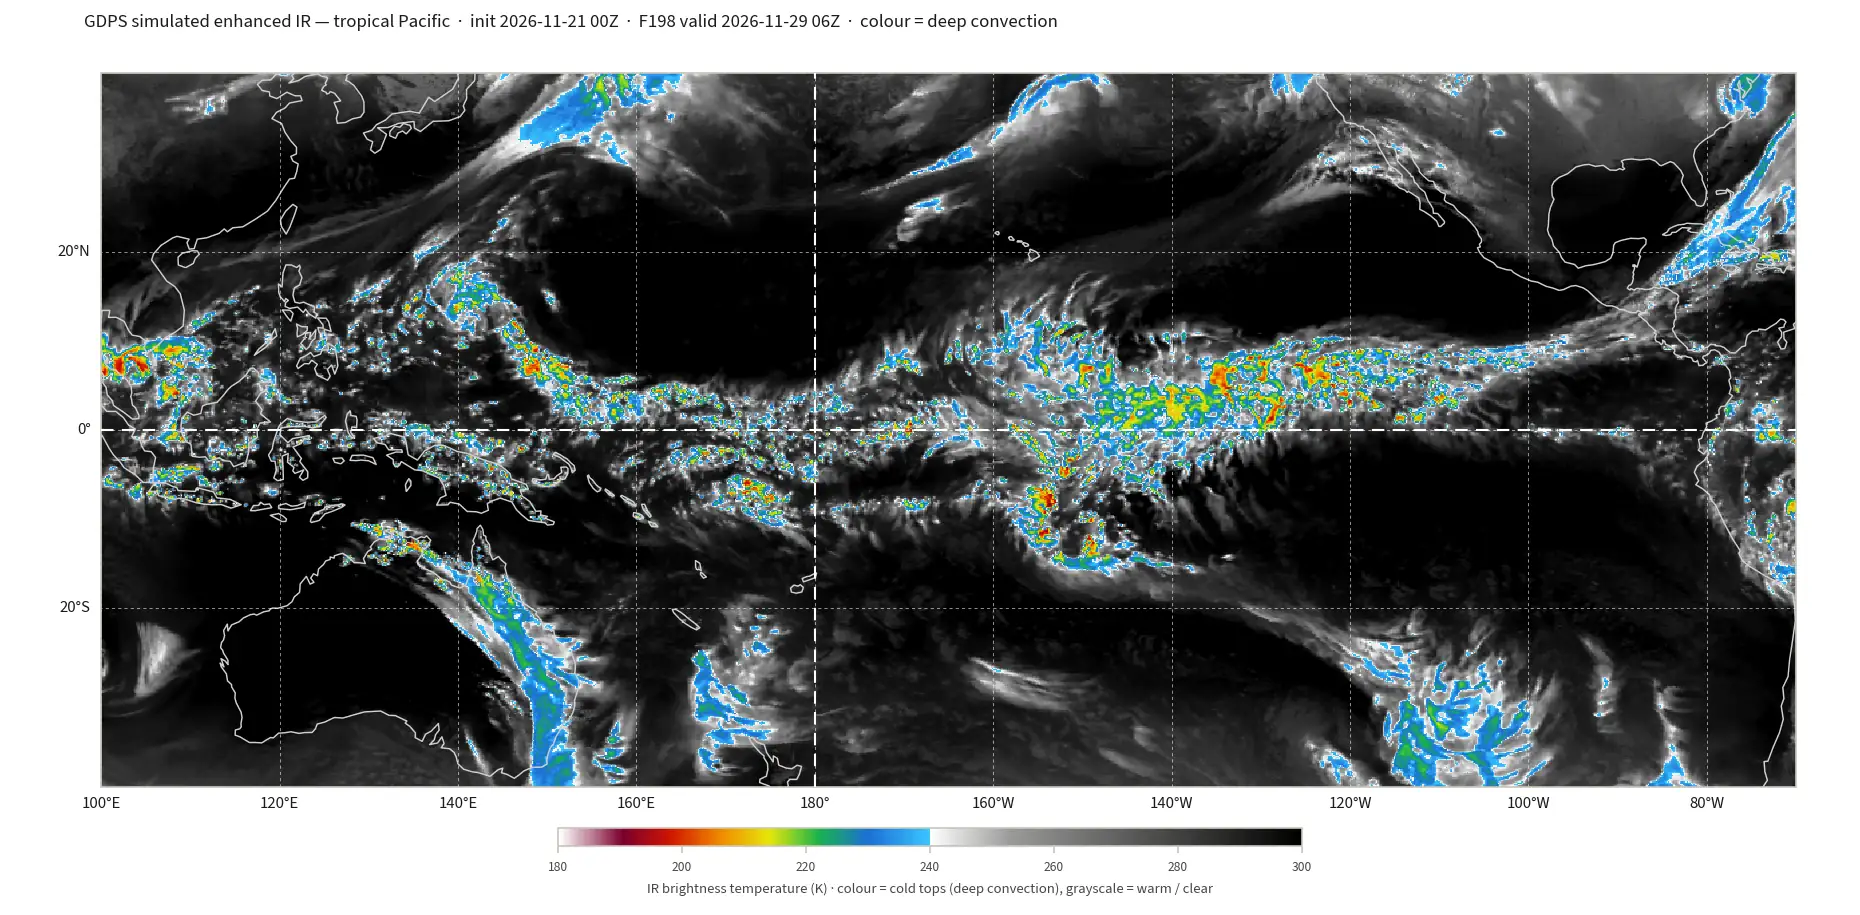 GDPS simulated enhanced IR — tropical Pacific · init 2026-11-21 00Z · F198 valid 2026-11-29 06Z · colour = deep convection
20°N
0°
20°S
100°E 120°E 140°E 160°E 180° 160°W 140°W 120°W 100°W 80°W
180 200 220 240 260 280 300
IR brightness temperature (K) · colour = cold tops (deep convection), grayscale = warm / clear